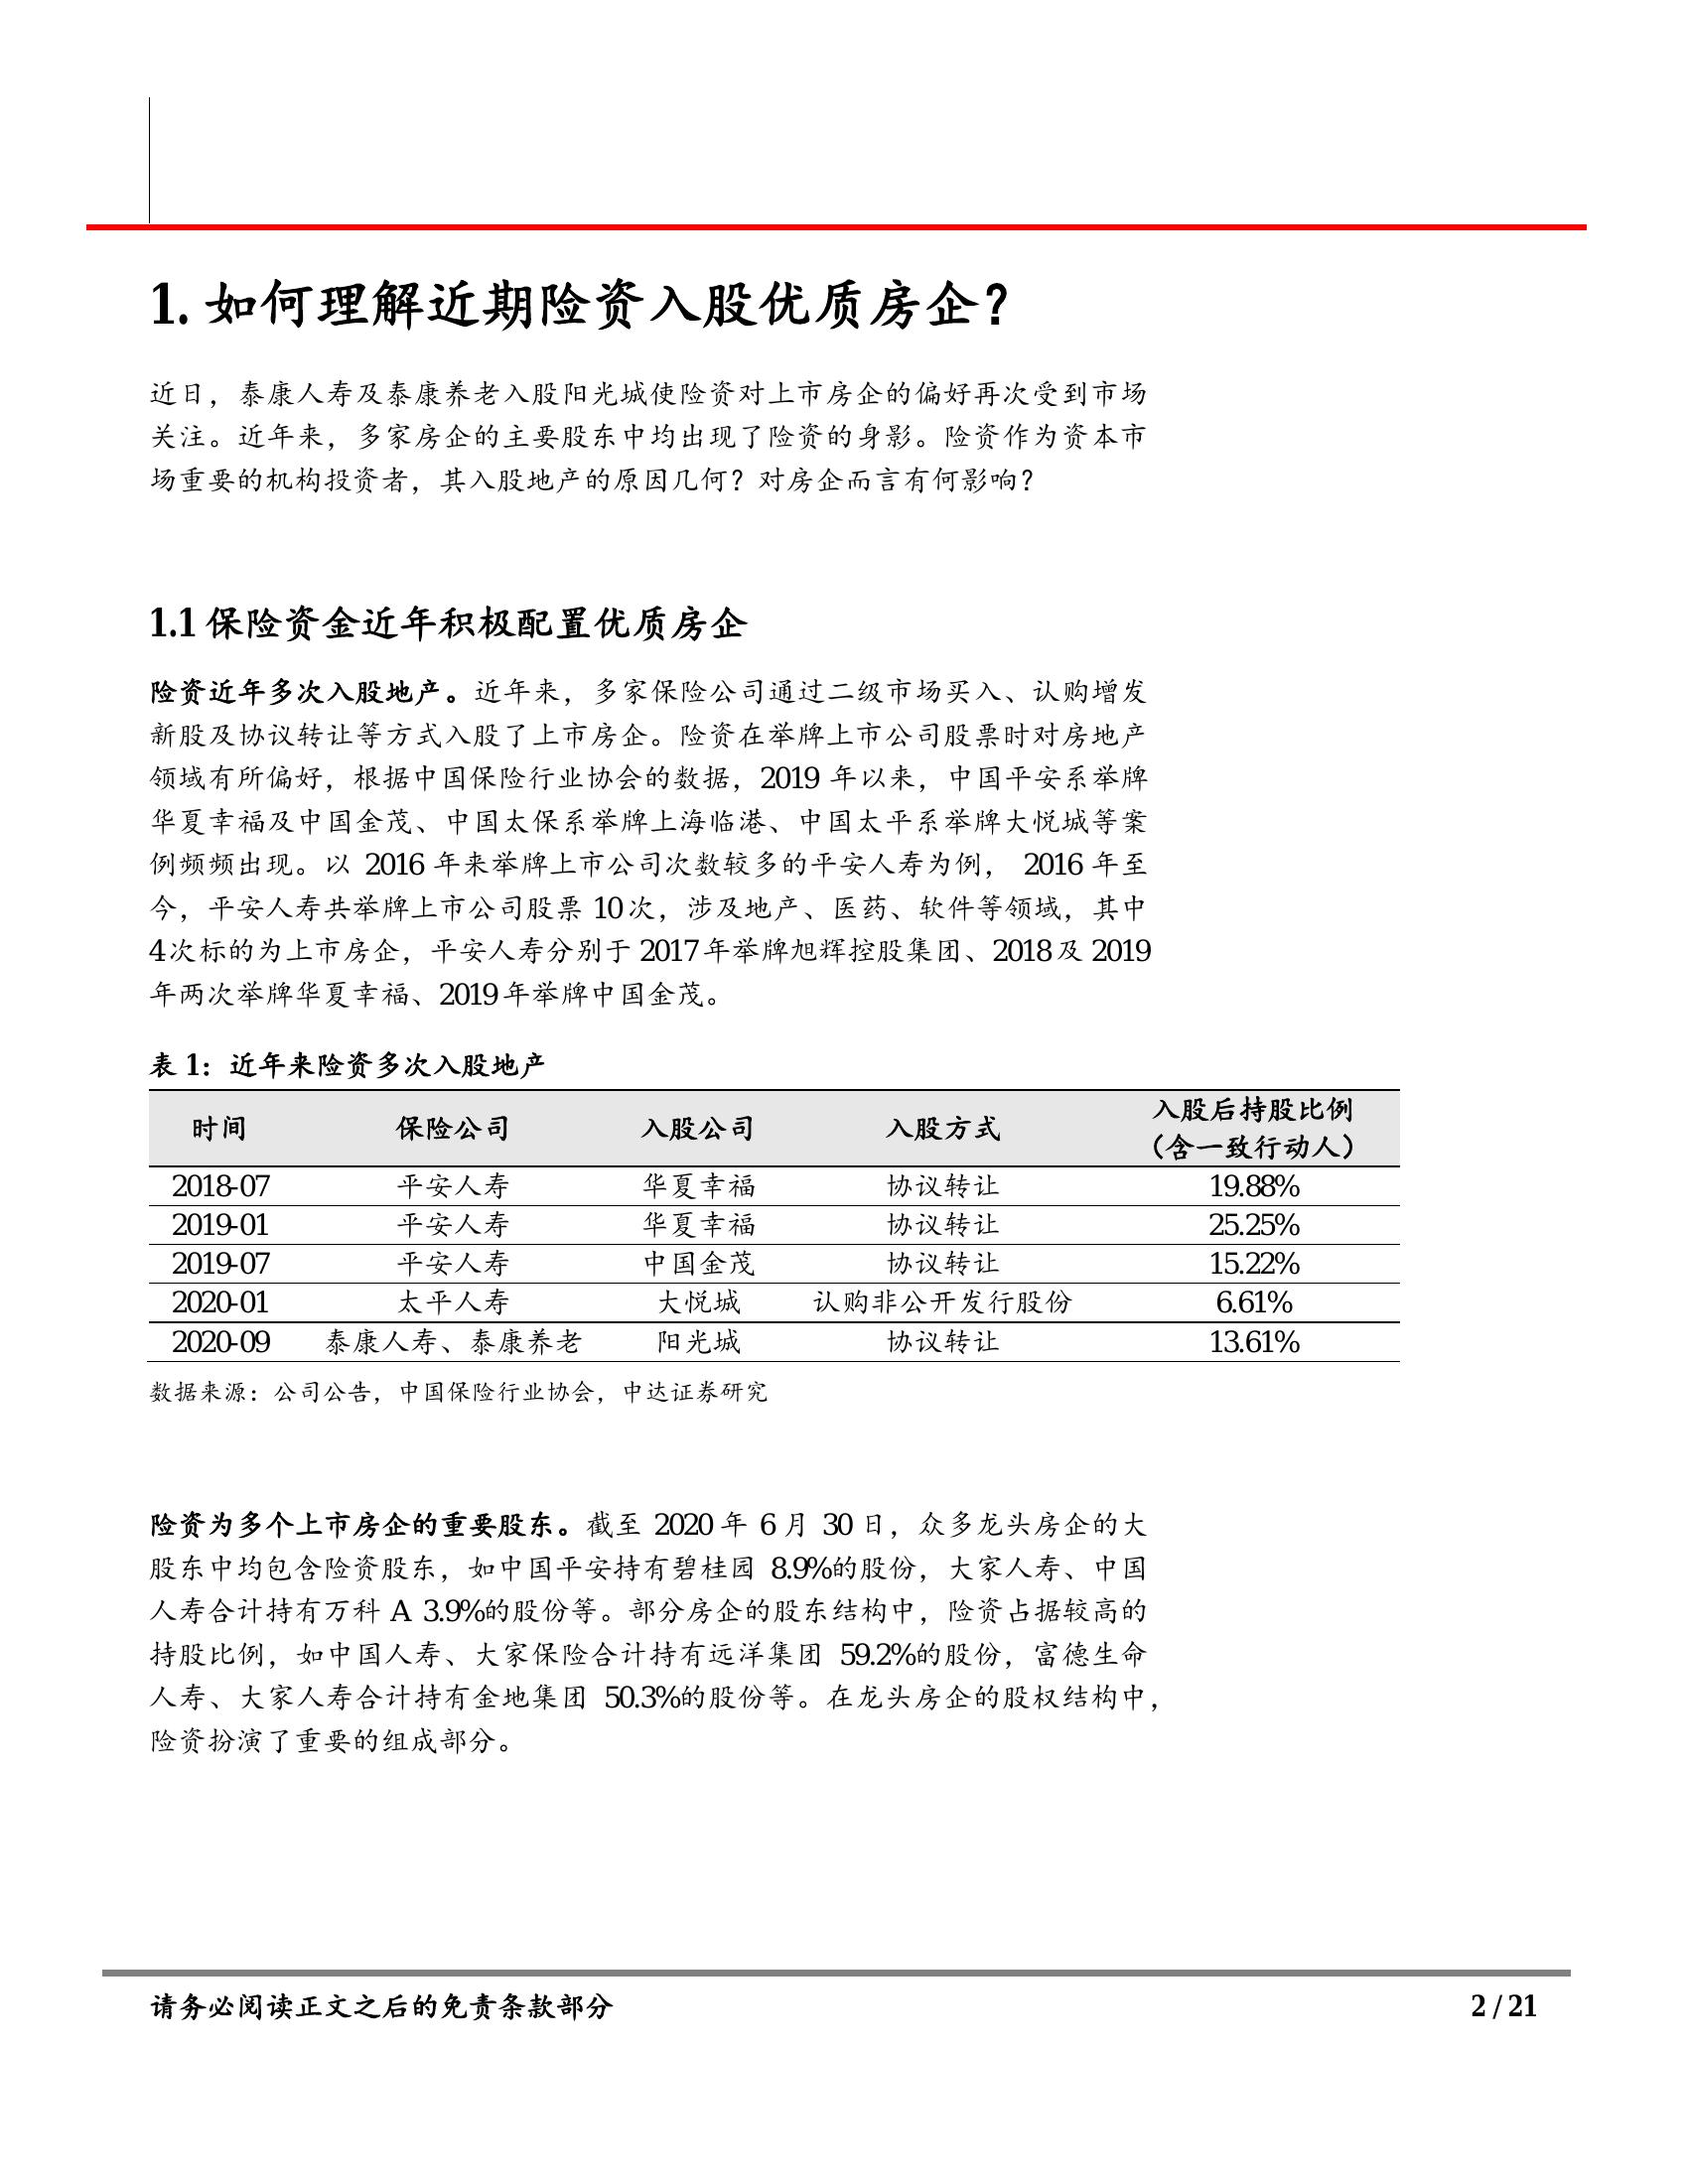 1. 如何理解近期险资入股优质房企？
近日，泰康人寿及泰康养老入股阳光城使险资对上市房企的偏好再次受到市场
关注。近年来，多家房企的主要股东中均出现了险资的身影。险资作为资本市
场重要的机构投资者，其入股地产的原因几何？对房企而言有何影响？
1.1 保险资金近年积极配置优质房企
险资近年多次入股地产。近年来，多家保险公司通过二级市场买入、认购增发
新股及协议转让等方式入股了上市房企。险资在举牌上市公司股票时对房地产
领域有所偏好，根据中国保险行业协会的数据，2019 年以来，中国平安系举牌
华夏幸福及中国金茂、中国太保系举牌上海临港、中国太平系举牌大悦城等案
例频频出现。以 2016 年来举牌上市公司次数较多的平安人寿为例， 2016 年至
今，平安人寿共举牌上市公司股票 10 次，涉及地产、医药、软件等领域，其中
4 次标的为上市房企，平安人寿分别于 2017 年举牌旭辉控股集团、2018 及 2019
年两次举牌华夏幸福、2019 年举牌中国金茂。
表 1：近年来险资多次入股地产
时间 保险公司 入股公司 入股方式 入股后持股比例
（含一致行动人）
2018-07 平安人寿 华夏幸福 协议转让 19.88%
2019-01 平安人寿 华夏幸福 协议转让 25.25%
2019-07 平安人寿 中国金茂 协议转让 15.22%
2020-01 太平人寿 大悦城 认购非公开发行股份 6.61%
2020-09 泰康人寿、泰康养老 阳光城 协议转让 13.61%
数据来源：公司公告，中国保险行业协会，中达证券研究
险资为多个上市房企的重要股东。截至 2020 年 6 月 30 日，众多龙头房企的大
股东中均包含险资股东，如中国平安持有碧桂园 8.9%的股份，大家人寿、中国
人寿合计持有万科 A 3.9%的股份等。部分房企的股东结构中，险资占据较高的
持股比例，如中国人寿、大家保险合计持有远洋集团 59.2%的股份，富德生命
人寿、大家人寿合计持有金地集团 50.3%的股份等。在龙头房企的股权结构中，
险资扮演了重要的组成部分。
请务必阅读正文之后的免责条款部分 2 / 21